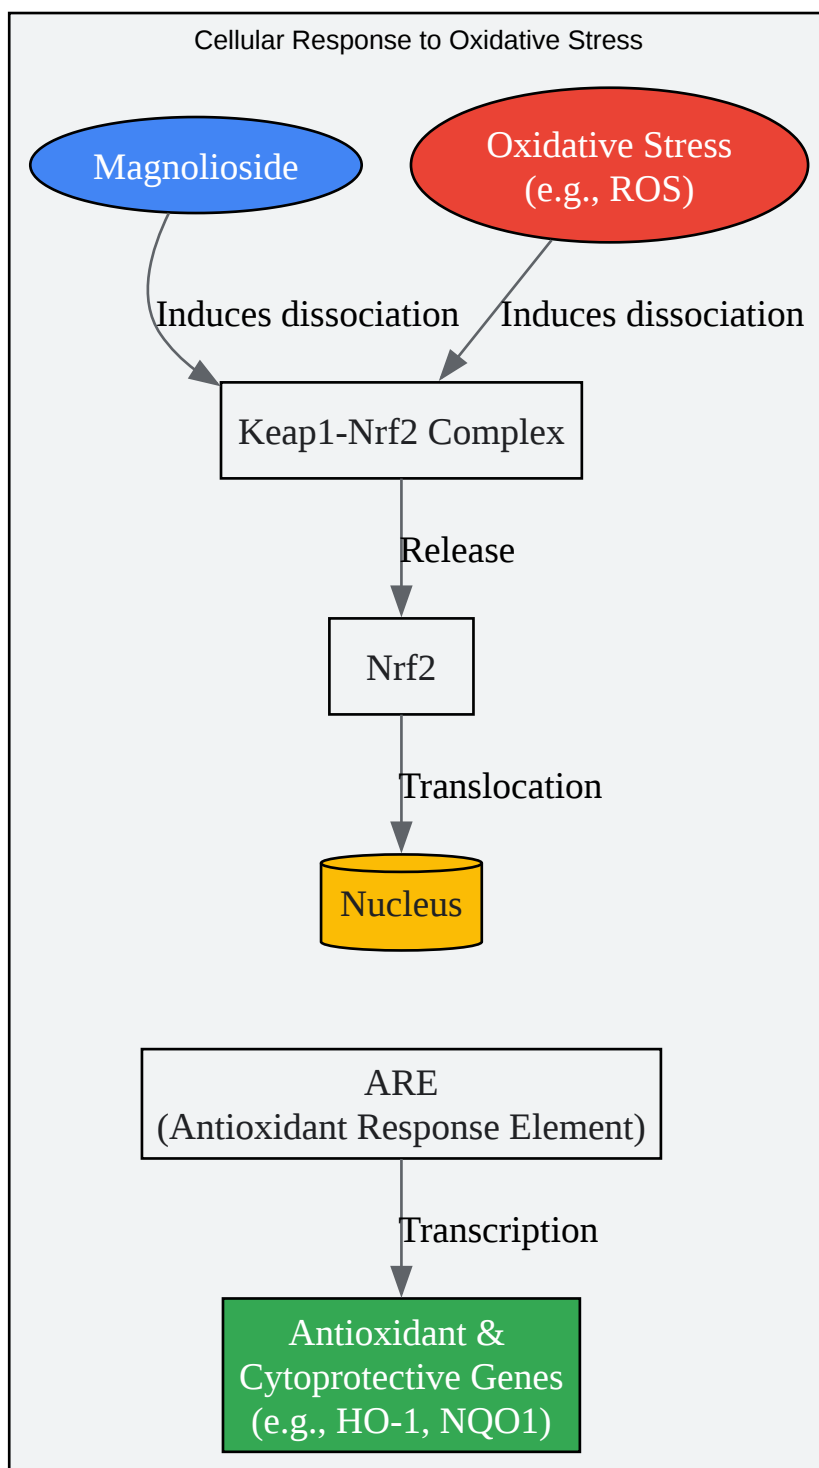 Cellular Response to Oxidative Stress
Magnolioside
Oxidative Stress
(e.g., ROS)
Induces dissociation
Induces dissociation
Keap1-Nrf2 Complex
Release
Nrf2
Translocation
Nucleus
ARE
(Antioxidant Response Element)
Transcription
Antioxidant &
Cytoprotective Genes
(e.g., HO-1, NQO1)